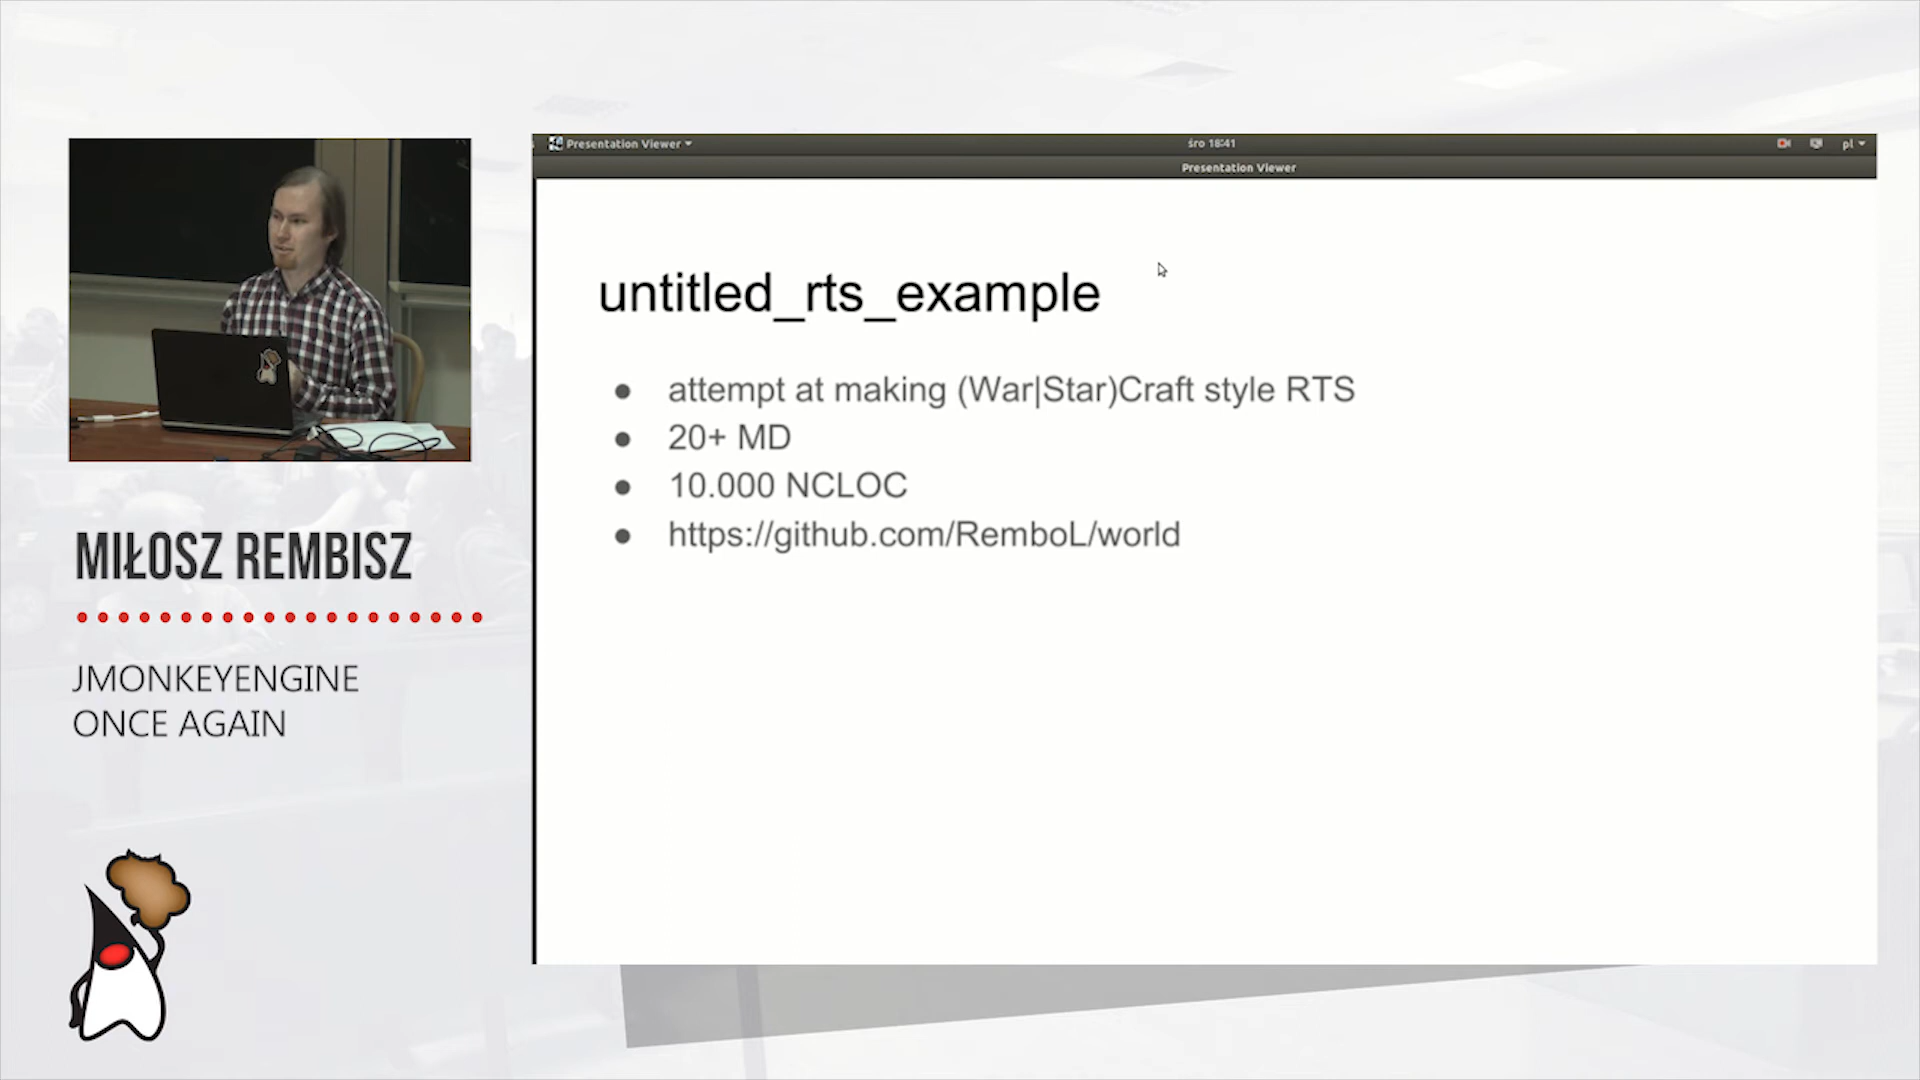 Presentation Viewer
śro 18:41
pl
Presentation Viewer
untitled_rts_example
attempt at making (War|Star)Craft style RTS
20+ MD
10.000 NCLOC
https://github.com/RemboL/world
MIŁOSZ REMBISZ
JMONKEYENGINE
ONCE AGAIN